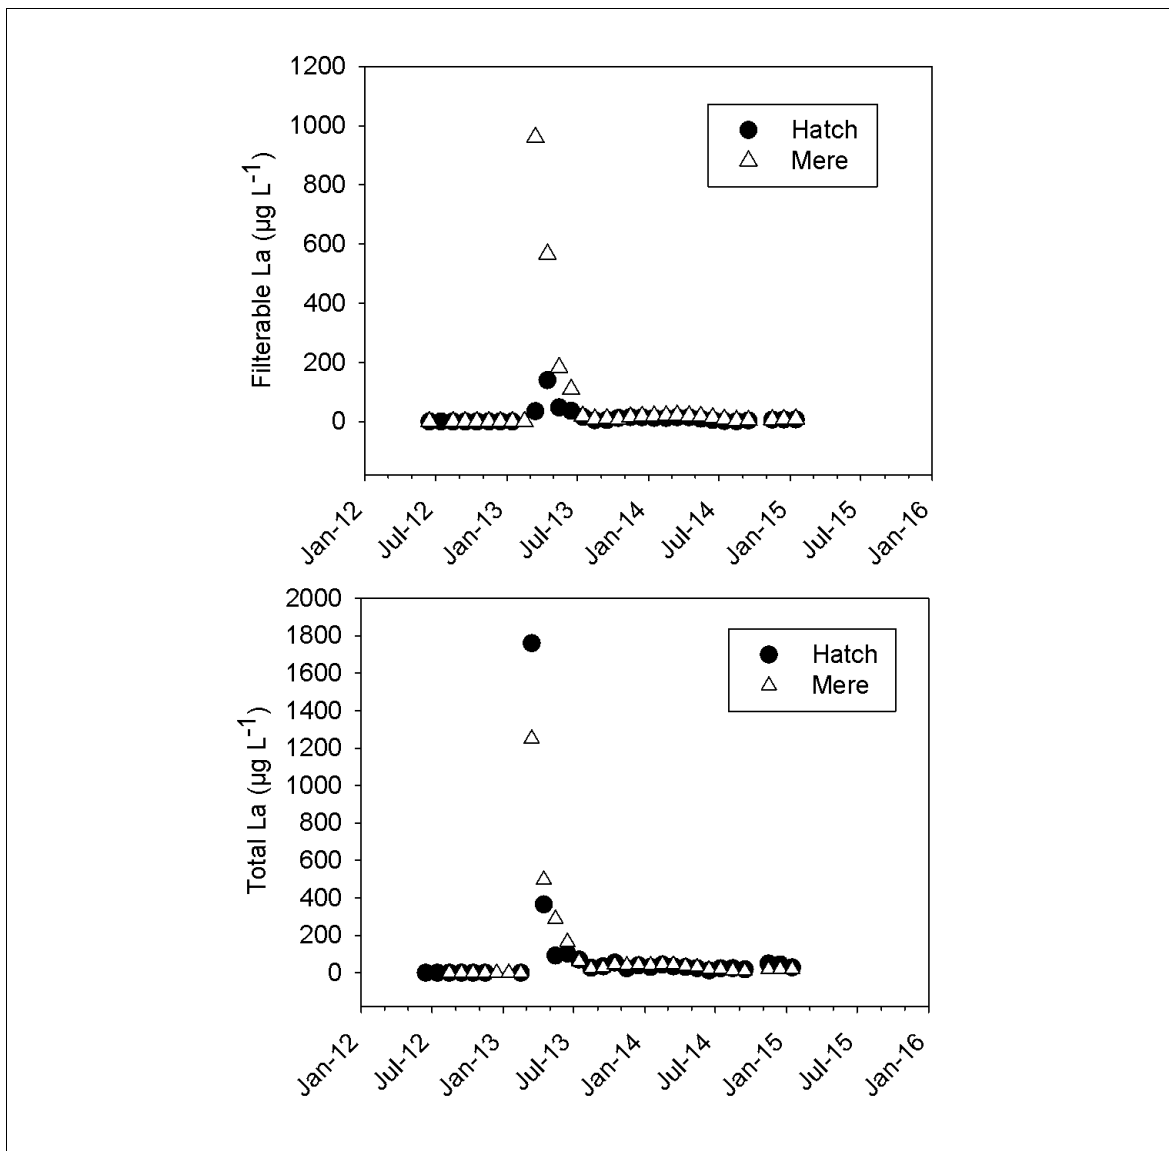 Filterable La (µg L⁻¹)
1200
1000
800
600
400
200
0
Hatch
Mere
Jan-12
Jul-12
Jan-13
Jul-13
Jan-14
Jul-14
Jan-15
Jul-15
Jan-16
Total La (µg L⁻¹)
2000
1800
1600
1400
1200
1000
800
600
400
200
0
Hatch
Mere
Jan-12
Jul-12
Jan-13
Jul-13
Jan-14
Jul-14
Jan-15
Jul-15
Jan-16